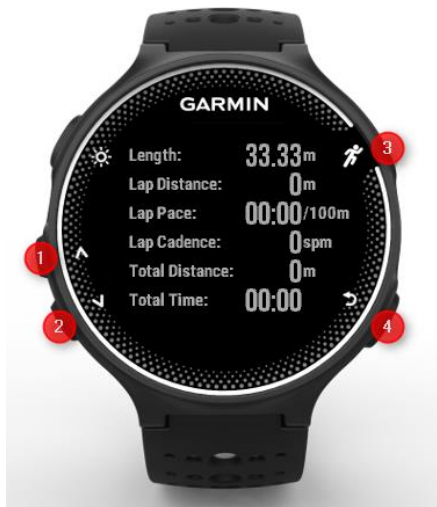 GARMIN
Length: 33.33m
Lap Distance: 0m
Lap Pace: 00:00/100m
Lap Cadence: 0spm
Total Distance: 0m
Total Time: 00:00
3
1
2
4